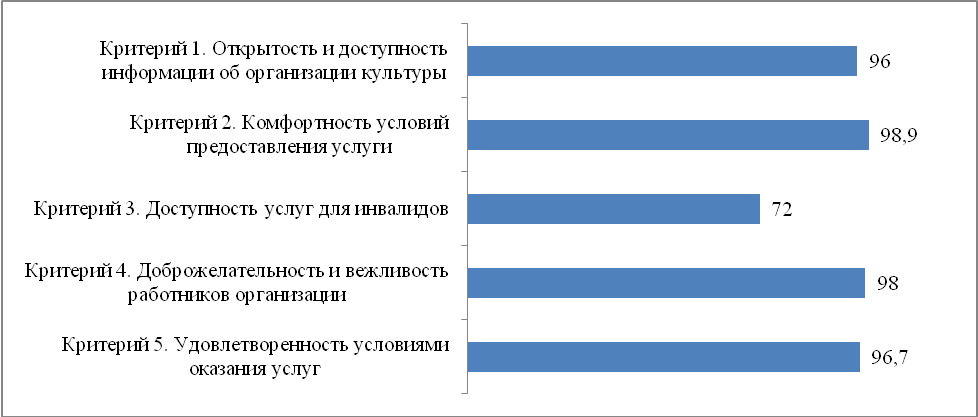 Критерий 1. Открытость и доступность
информации об организации культуры
96
Критерий 2. Комфортность условий
предоставления услуги
98,9
Критерий 3. Доступность услуг для инвалидов
72
Критерий 4. Доброжелательность и вежливость
работников организации
98
Критерий 5. Удовлетворенность условиями
оказания услуг
96,7